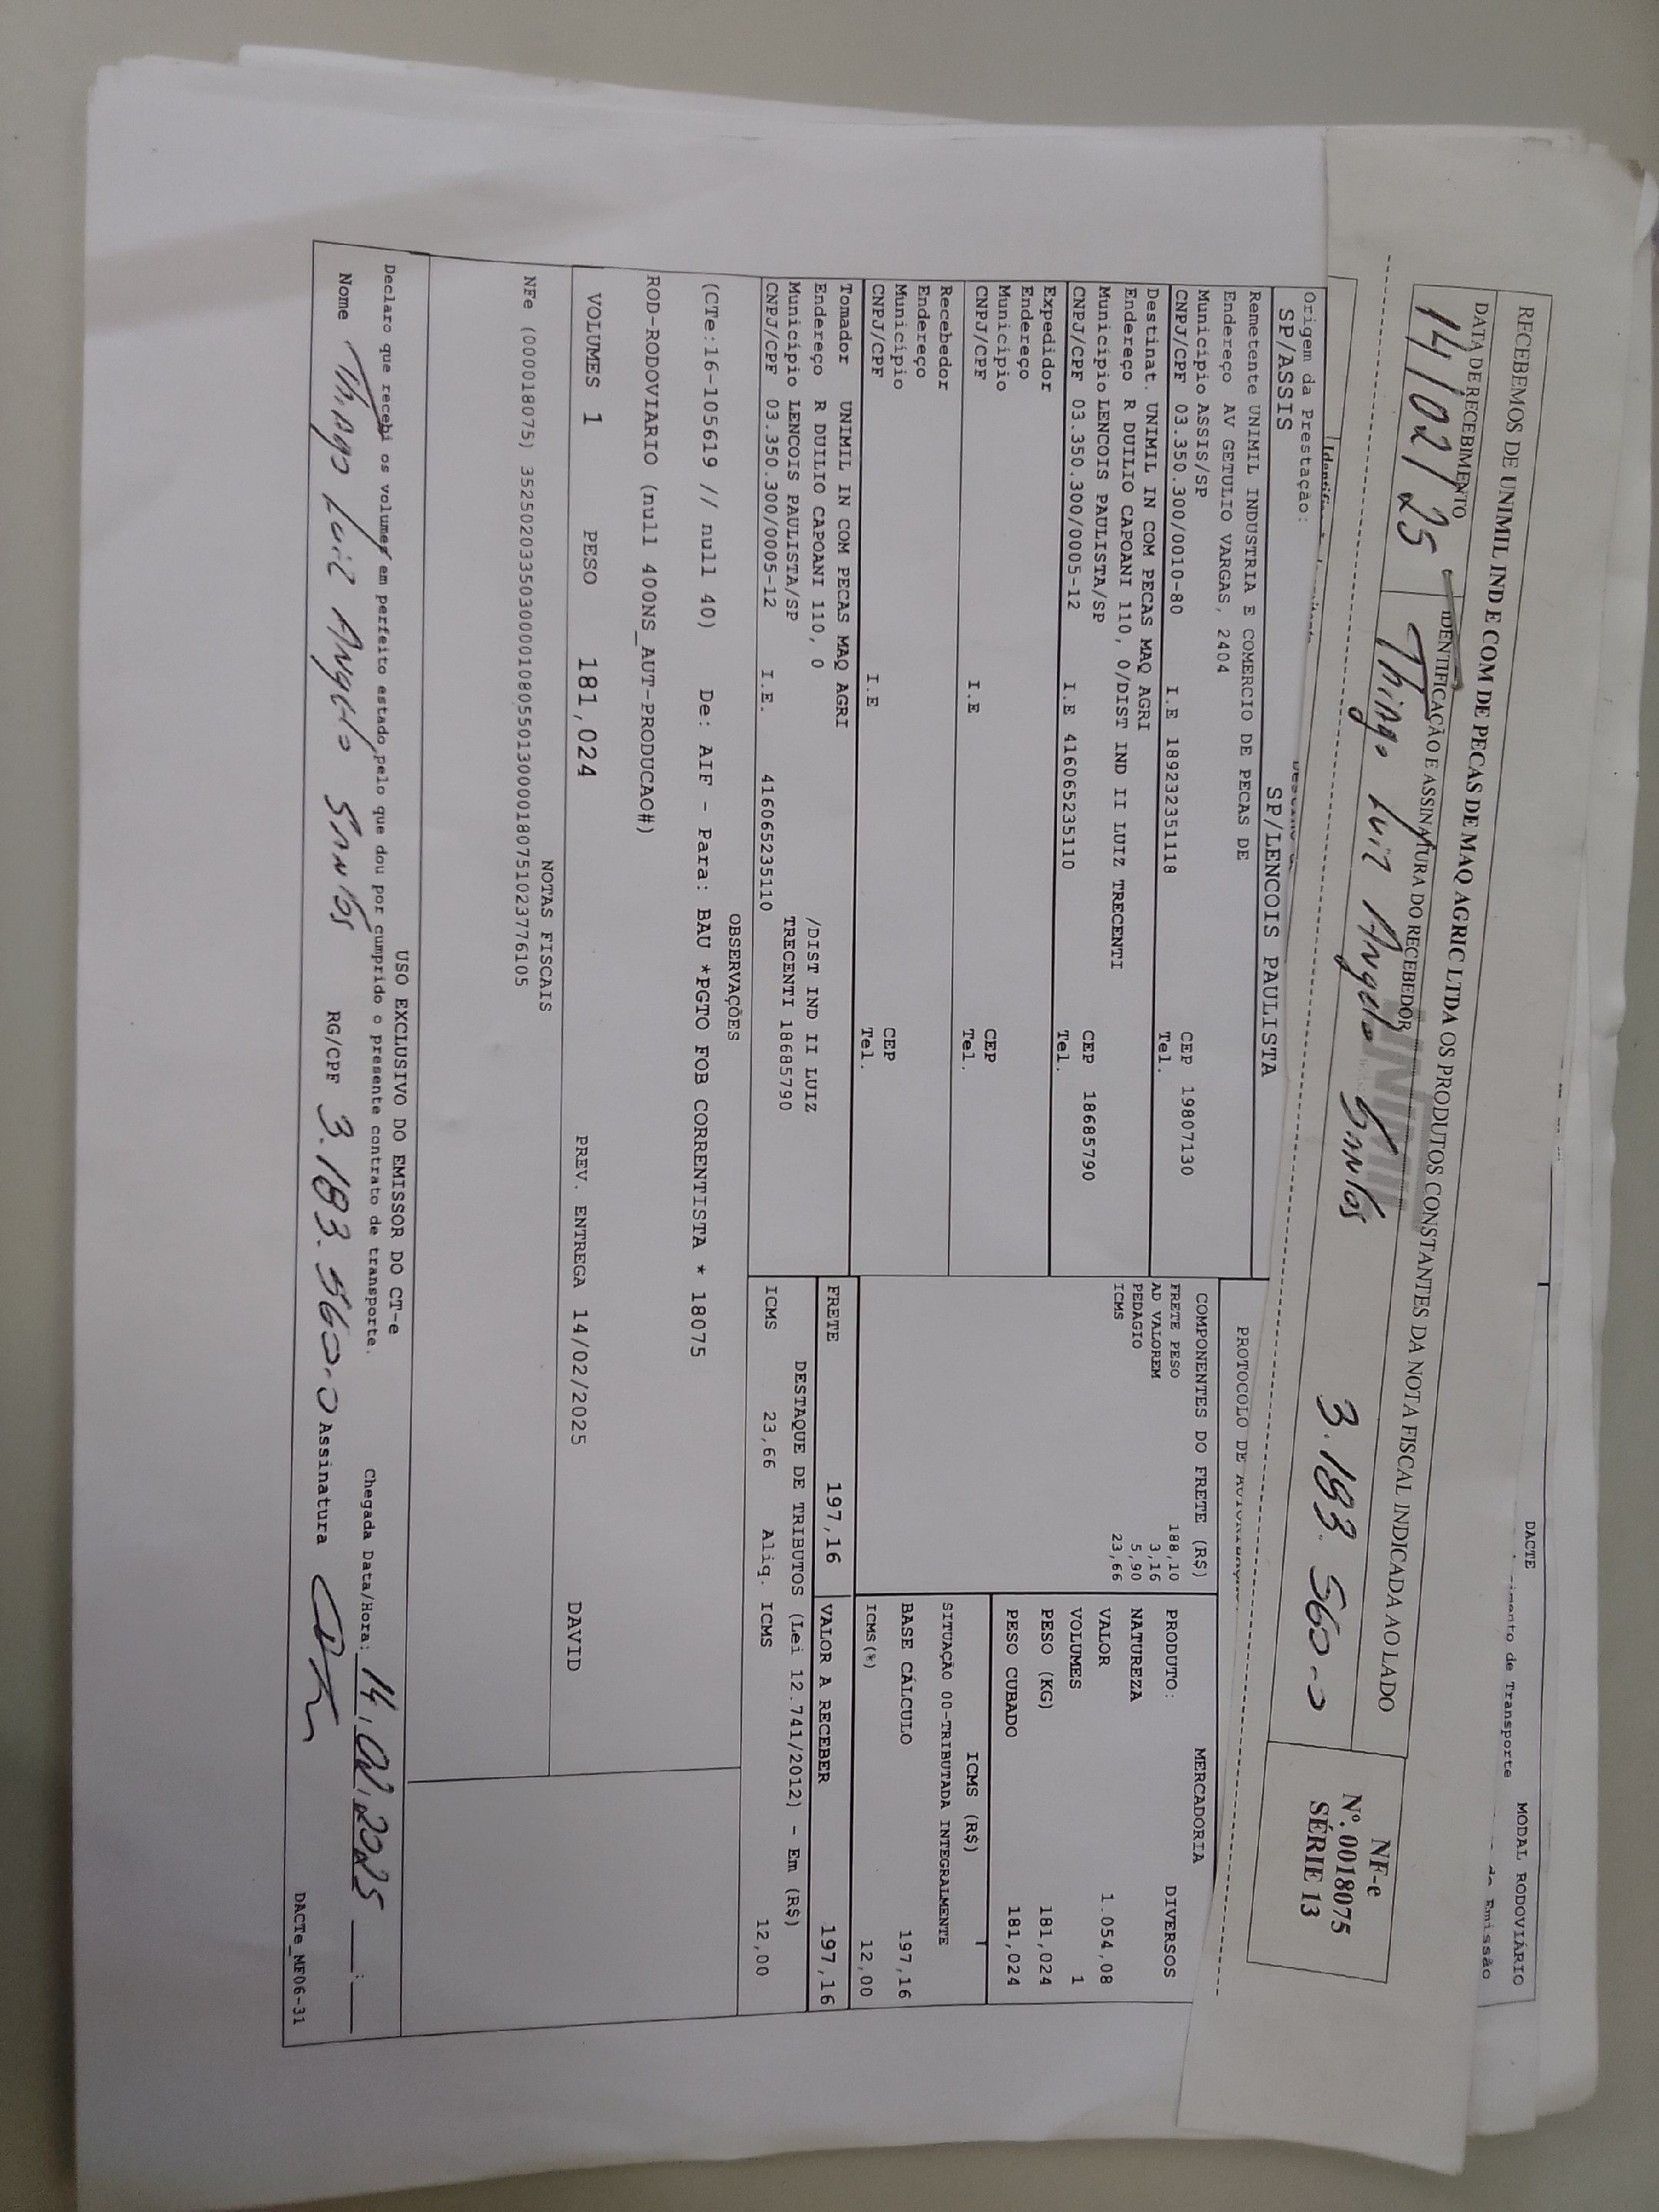 DACTE
MODAL RODOVIÁRIO
de Transporte
de Emissão
RECEBEMOS DE UNIMIL IND E COM DE PECAS DE MAQ AGRIC LTDA OS PRODUTOS CONSTANTES DA NOTA FISCAL INDICADA AO LADO
DATA DE RECEBIMENTO
14/02/25
IDENTIFICAÇÃO E ASSINATURA DO RECEBEDOR
Thiago Luiz Angelo Santos 3.183.560-0
NF-e
Nº. 0018075
SÉRIE 13
UNIMIL
Origem da Prestação:
SP/ASSIS
SP/LENCOIS PAULISTA
PROTOCOLO DE
Remetente UNIMIL INDUSTRIA E COMERCIO DE PECAS DE
Endereço AV GETULIO VARGAS, 2404
Município ASSIS/SP CEP 19807130
CNPJ/CPF 03.350.300/0010-80 I.E 189232351118 Tel.
Destinat. UNIMIL IN COM PECAS MAQ AGRI
Endereço R DUILIO CAPOANI 110, 0/DIST IND II LUIZ TRECENTI
Município LENCOIS PAULISTA/SP CEP 18685790
CNPJ/CPF 03.350.300/0005-12 I.E 416065235110 Tel.
Expedidor
Endereço
Município CEP
CNPJ/CPF I.E Tel.
Recebedor
Endereço
Município CEP
CNPJ/CPF I.E Tel.
Tomador UNIMIL IN COM PECAS MAQ AGRI
Endereço R DUILIO CAPOANI 110, 0 /DIST IND II LUIZ
Município LENCOIS PAULISTA/SP TRECENTI 18685790
CNPJ/CPF 03.350.300/0005-12 I.E. 416065235110
COMPONENTES DO FRETE (R$)
FRETE PESO 188,10
AD VALOREM 3,16
PEDAGIO 5,90
ICMS 23,66
MERCADORIA
PRODUTO: DIVERSOS
NATUREZA
VALOR 1.054,08
VOLUMES 1
PESO (KG) 181,024
PESO CUBADO 181,024
ICMS (R$)
SITUAÇÃO 00-TRIBUTADA INTEGRALMENTE
BASE CÁLCULO 197,16
ICMS(%) 12,00
FRETE 197,16 VALOR A RECEBER 197,16
DESTAQUE DE TRIBUTOS (Lei 12.741/2012) - Em (R$)
ICMS 23,66 Aliq. ICMS 12,00
OBSERVAÇÕES
(CTe:16-105619 // null 40) De: AIF - Para: BAU *PGTO FOB CORRENTISTA * 18075
ROD-RODOVIARIO (null 400NS_AUT-PRODUCAO#)
VOLUMES 1 PESO 181,024 PREV. ENTREGA 14/02/2025 DAVID
NOTAS FISCAIS
NFe (000018075) 35250203350300001080550130000180751023776105
USO EXCLUSIVO DO EMISSOR DO CT-e
Declaro que recebi os volumes em perfeito estado pelo que dou por cumprido o presente contrato de transporte. Chegada Data/Hora: 14,02,2025 __:__
Nome Thiago Luiz Angelo Santos RG/CPF 3.183.560-0 Assinatura
DACTe_NF06-31